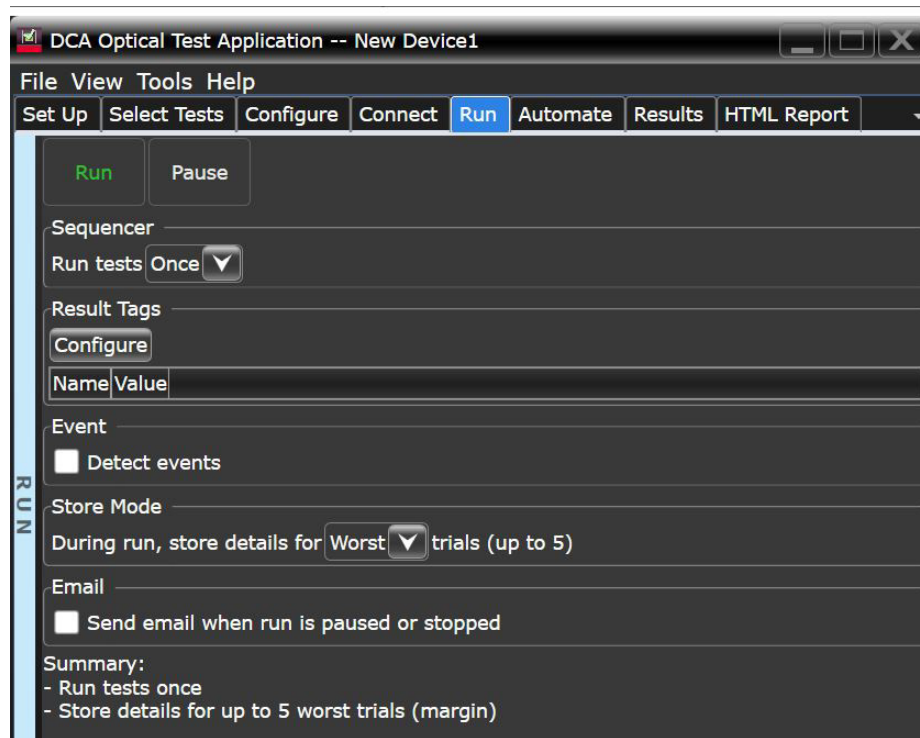 DCA Optical Test Application -- New Device1
File View Tools Help
Set Up Select Tests Configure Connect Run Automate Results HTML Report
Run Pause
Sequencer
Run tests Once
Result Tags
Configure
Name Value
Event
Detect events
RUN
Store Mode
During run, store details for Worst trials (up to 5)
Email
Send email when run is paused or stopped
Summary:
- Run tests once
- Store details for up to 5 worst trials (margin)